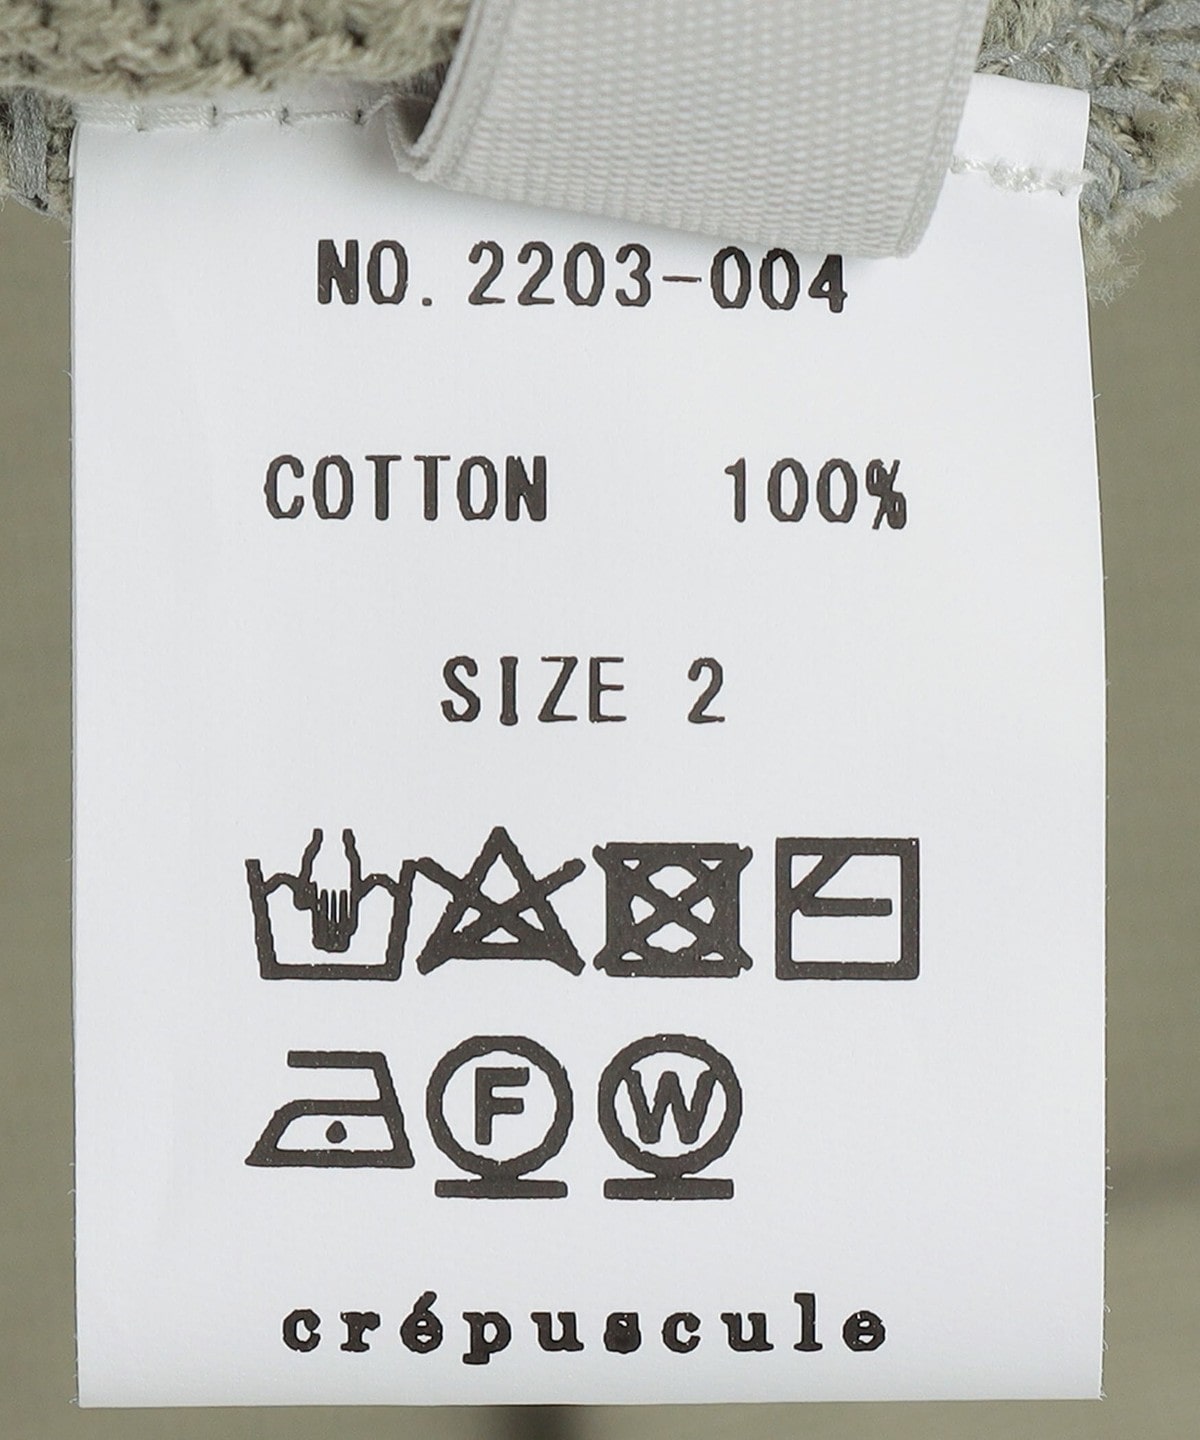 NO. 2203-004
COTTON 100%
SIZE 2
F W
crépuscule